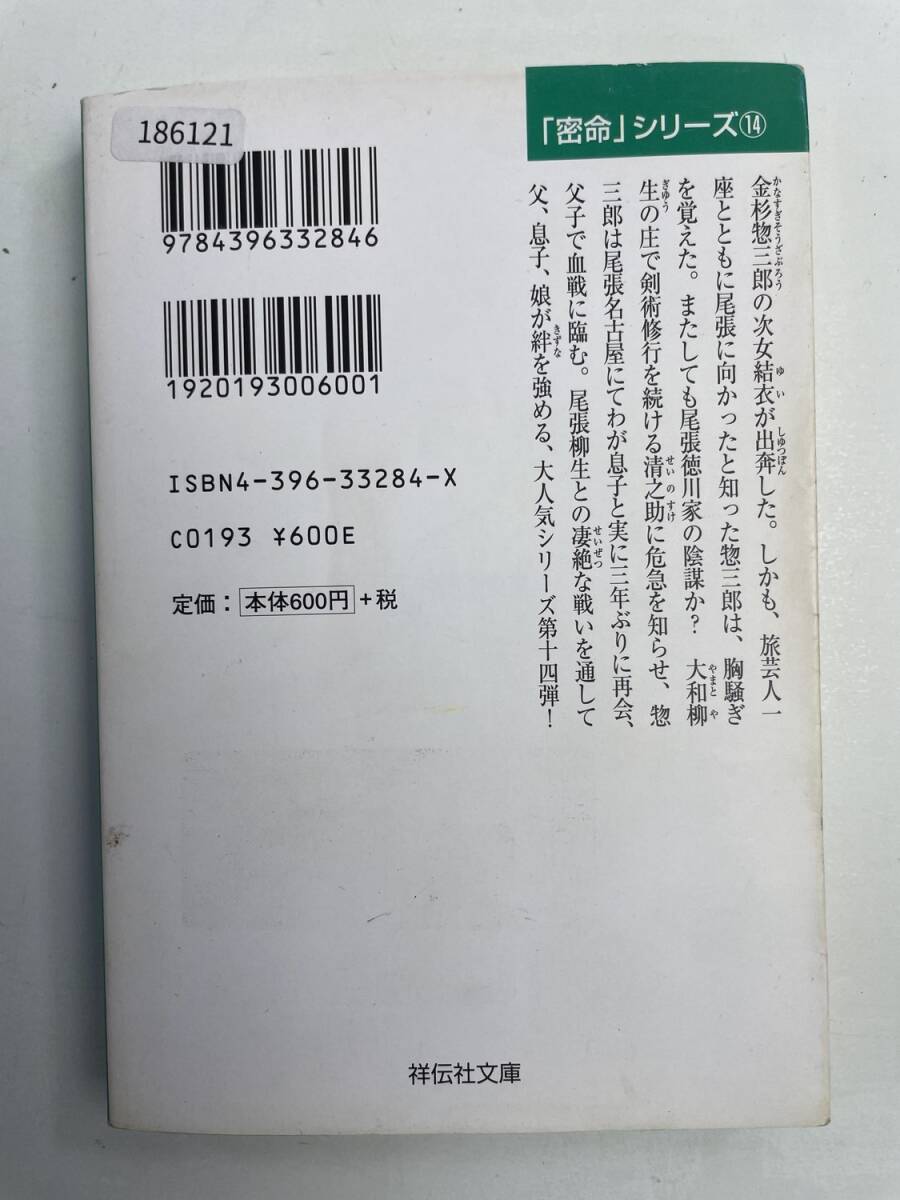 「密命」シリーズ⑭
金杉惣三郎の次女結衣が出奔した。しかも、旅芸人一
座とともに尾張に向かったと知った惣三郎は、胸騒ぎ
を覚えた。またしても尾張徳川家の陰謀か? 大和柳
生の庄で剣術修行を続ける清之助に危急を知らせ、惣
三郎は尾張名古屋にてわが息子と実に三年ぶりに再会、
父子で血戦に臨む。尾張柳生との凄絶な戦いを通して
父、息子、娘が絆を強める、大人気シリーズ第十四弾!
186121
9784396332846
1920193006001
ISBN4-396-33284-X
C0193 ¥600E
定価：本体600円+税
祥伝社文庫